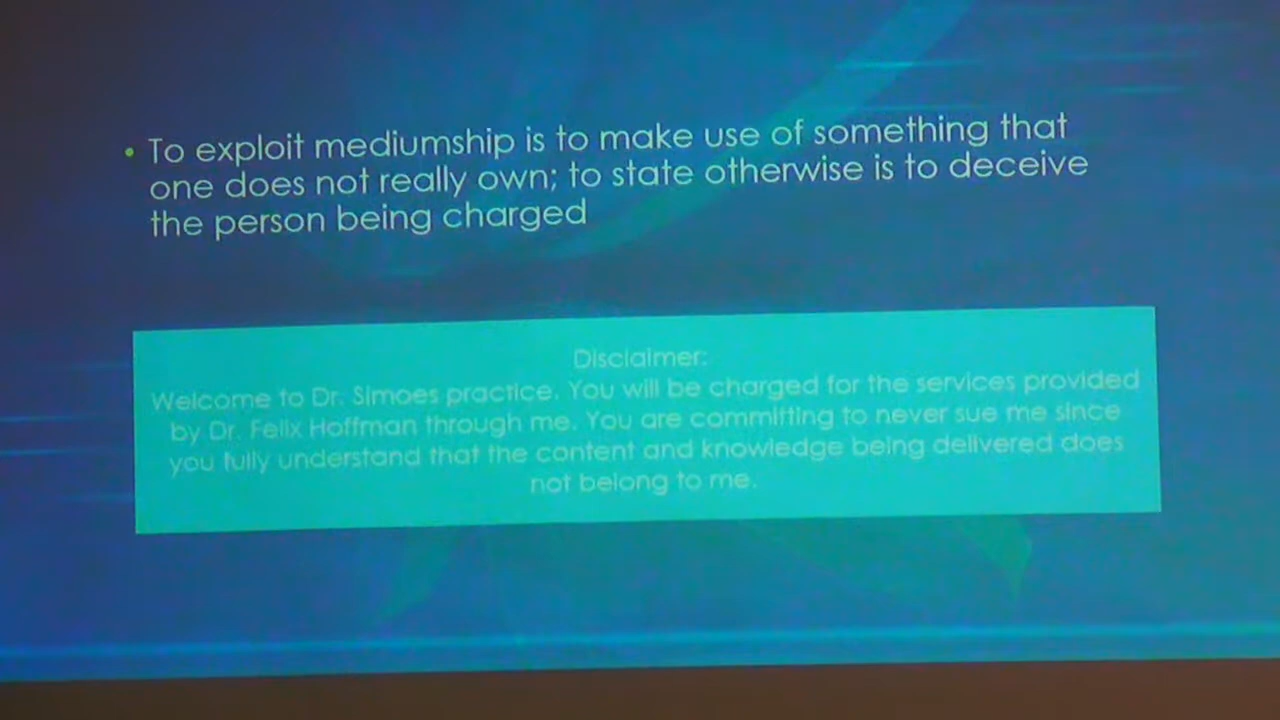 • To exploit mediumship is to make use of something that
one does not really own; to state otherwise is to deceive
the person being charged
Disclaimer:
Welcome to Dr. Simoes practice. You will be charged for the services provided
by Dr. Felix Hoffman through me. You are committing to never sue me since
you fully understand that the content and knowledge being delivered does
not belong to me.